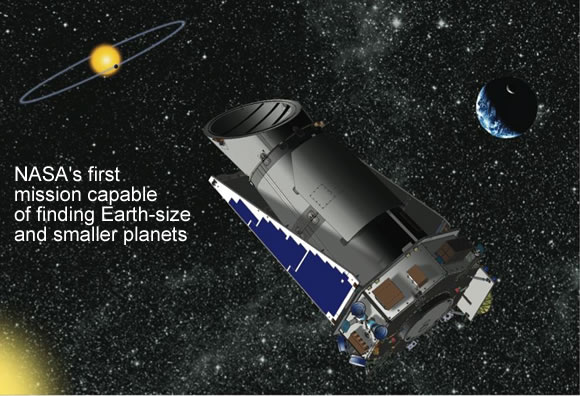 NASA's first
mission capable
of finding Earth-size
and smaller planets